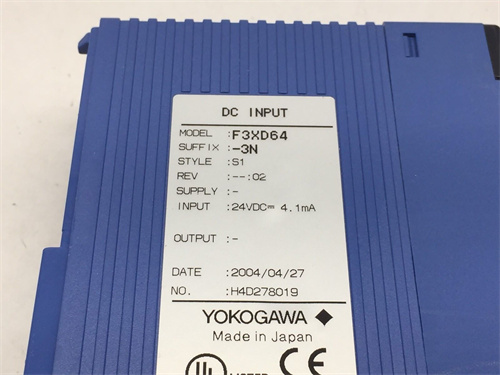 DC INPUT
MODEL :F3XD64
SUFFIX :-3N
STYLE :S1
REV :--:02
SUPPLY :-
INPUT :24VDC⎓ 4.1mA
OUTPUT :-
DATE :2004/04/27
NO. :H4D278019
YOKOGAWA ◆
Made in Japan
UL CE